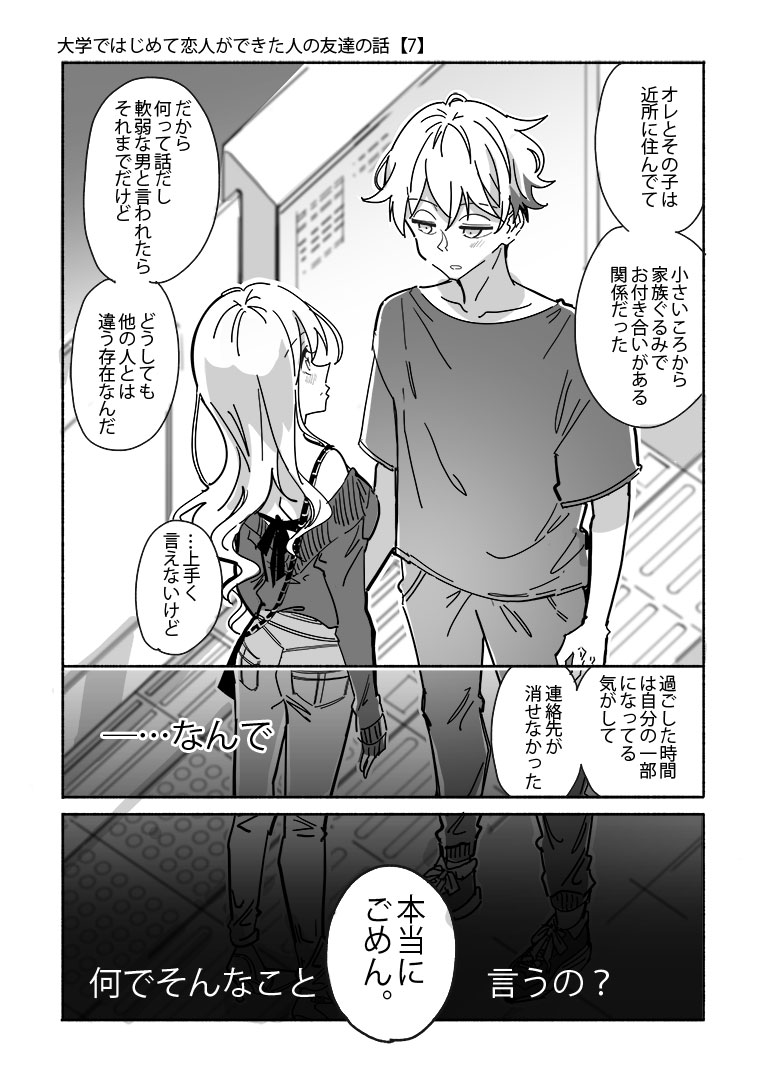 大学ではじめて恋人ができた人の友達の話【7】
オレとその子は
近所に住んでて
小さいころから
家族ぐるみで
お付き合いがある
関係だった
だから
何って話だし
軟弱な男と言われたら
それまでだけど
どうしても
他の人とは
違う存在なんだ
…上手く
言えないけど
過ごした時間
は自分の一部
になってる
気がして
連絡先が
消せなかった
―…なんで
本当に
ごめん。
何でそんなこと
言うの？